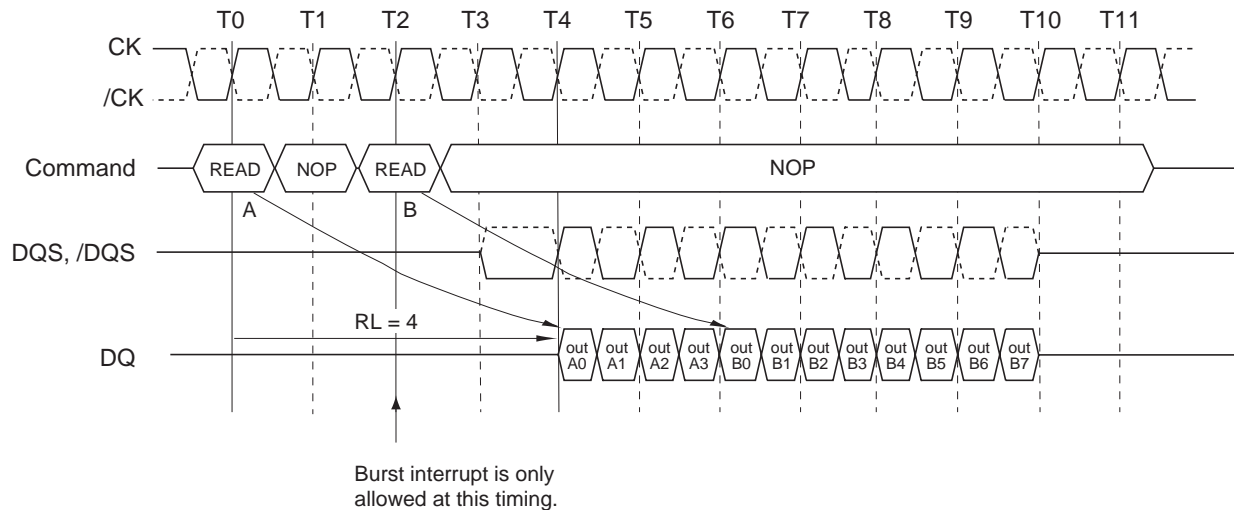 T0 T1 T2 T3 T4 T5 T6 T7 T8 T9 T10 T11
CK
/CK
Command READ NOP READ NOP
A B
DQS, /DQS
RL = 4
DQ
out out out out out out out out out out out out
A0 A1 A2 A3 B0 B1 B2 B3 B4 B5 B6 B7
Burst interrupt is only
allowed at this timing.